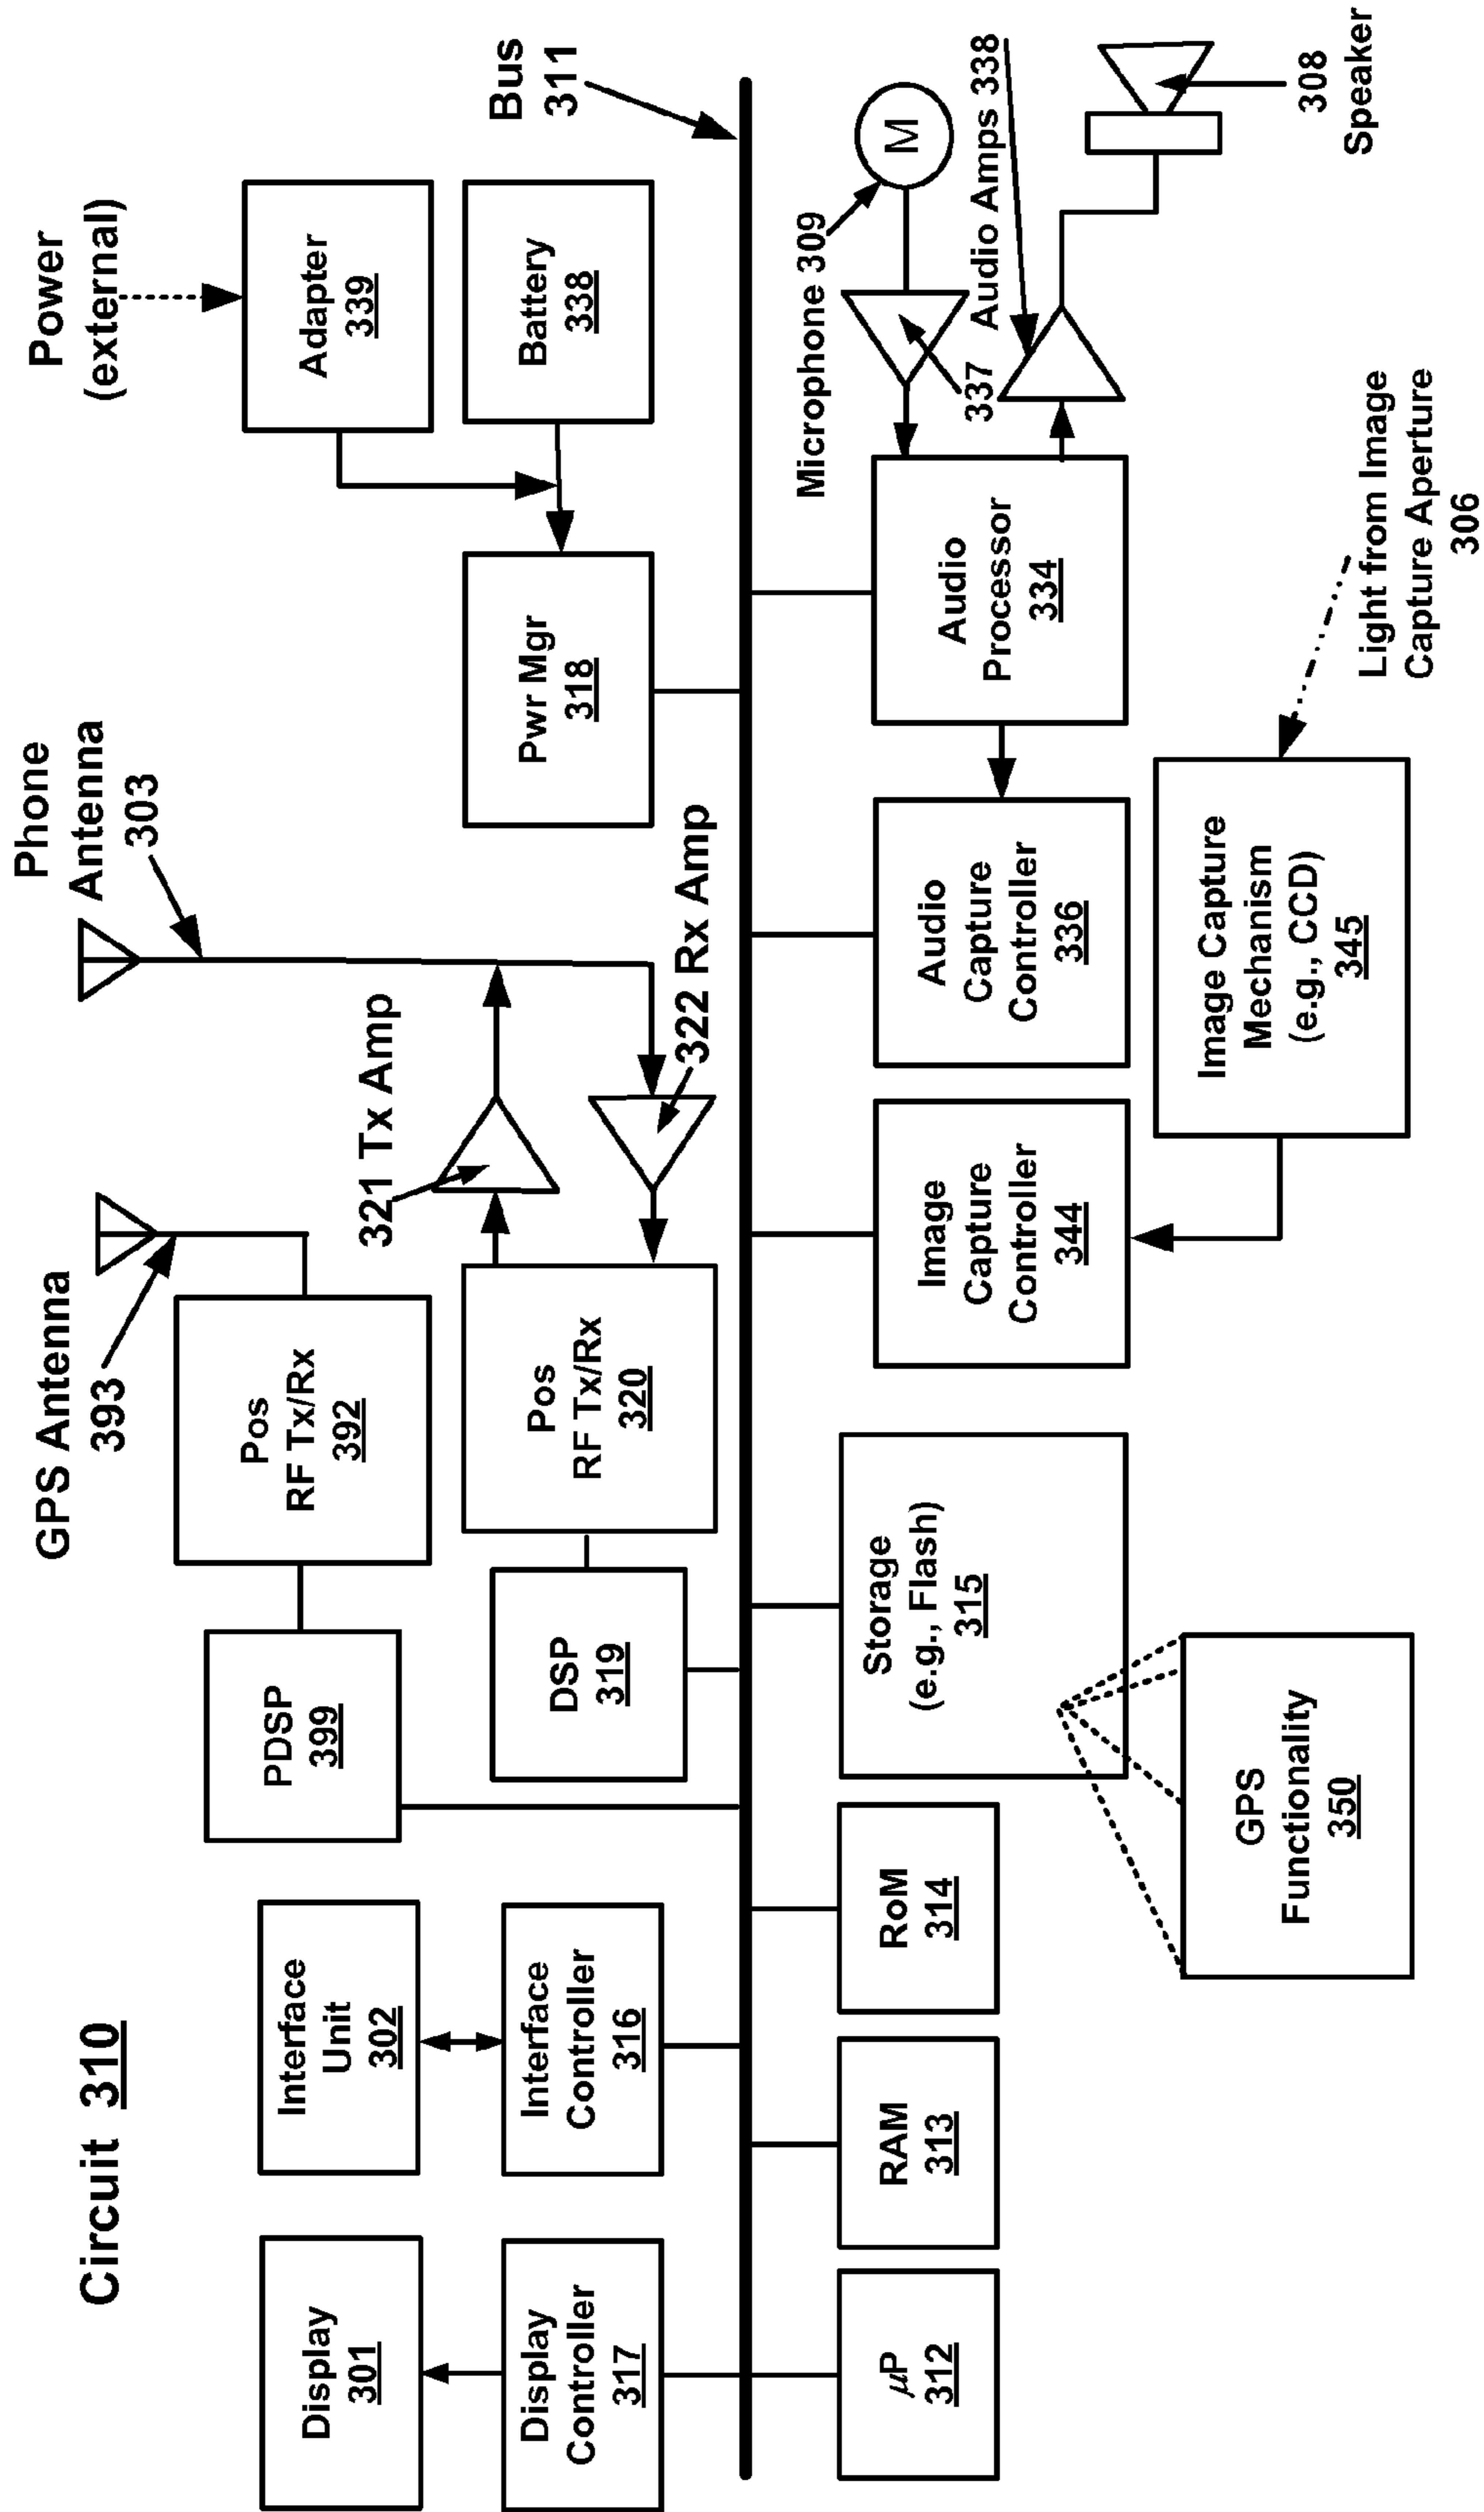 Circuit 310
Display
301
Display
Controller
317
Interface
Unit
302
Interface
Controller
316
PDSP
399
DSP
319
GPS Antenna
393
Pos
RF Tx/Rx
392
Pos
RF Tx/Rx
320
321 Tx Amp
322 Rx Amp
Phone
Antenna
303
Pwr Mgr
318
Power
(external)
Adapter
339
Battery
338
Bus
311
μP
312
RAM
313
RoM
314
Storage
(e.g., Flash)
315
GPS
Functionality
350
Image
Capture
Controller
344
Audio
Capture
Controller
336
Image Capture
Mechanism
(e.g., CCD)
345
Audio
Processor
334
Microphone 309
M
337
Audio Amps 338
308
Speaker
Light from Image
Capture Aperture
306